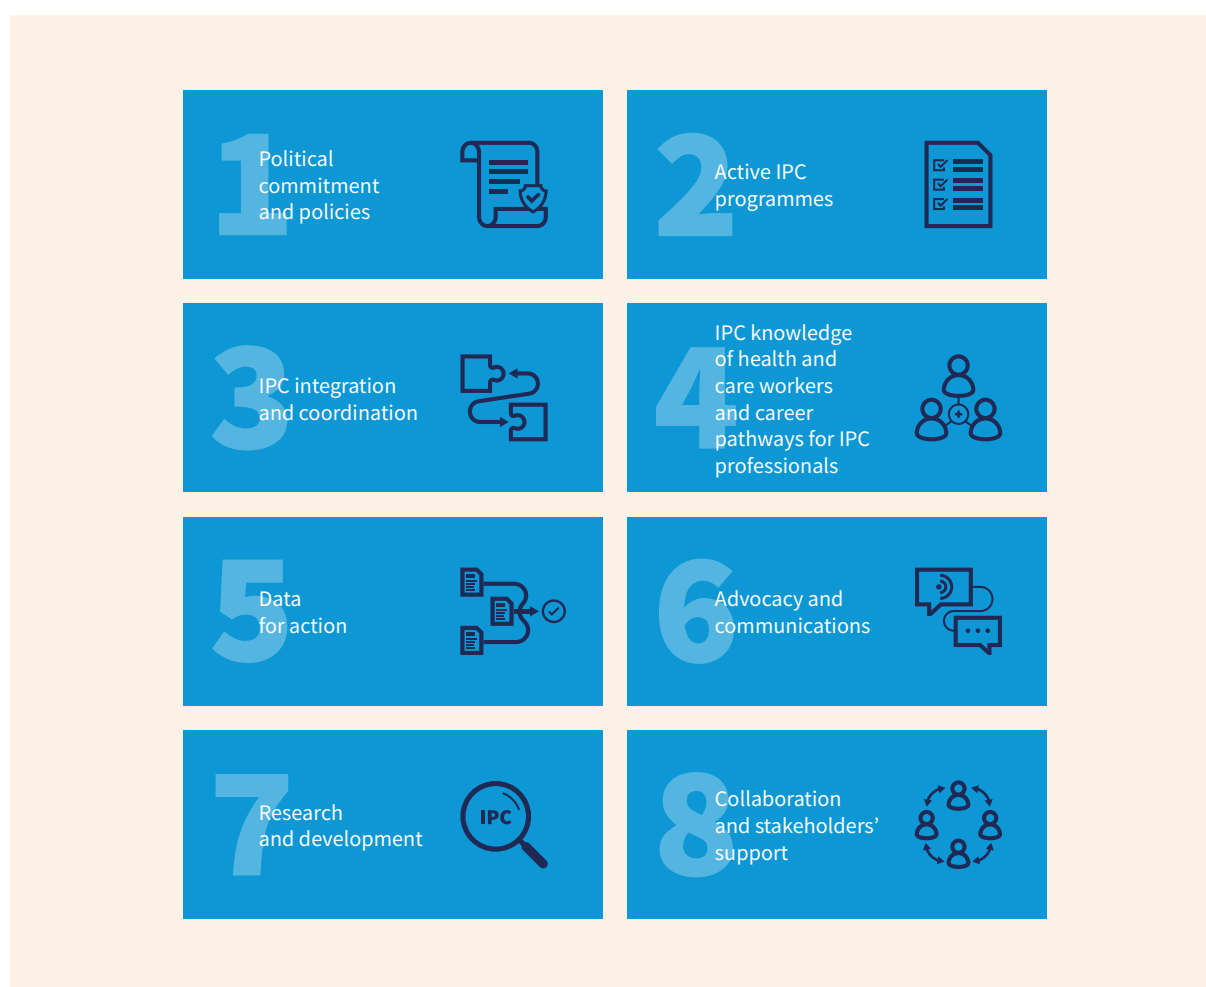 1
Political
commitment
and policies
2
Active IPC
programmes
3
IPC integration
and coordination
4
IPC knowledge
of health and
care workers
and career
pathways for IPC
professionals
5
Data
for action
6
Advocacy and
communications
7
Research
and development
IPC
8
Collaboration
and stakeholders’
support